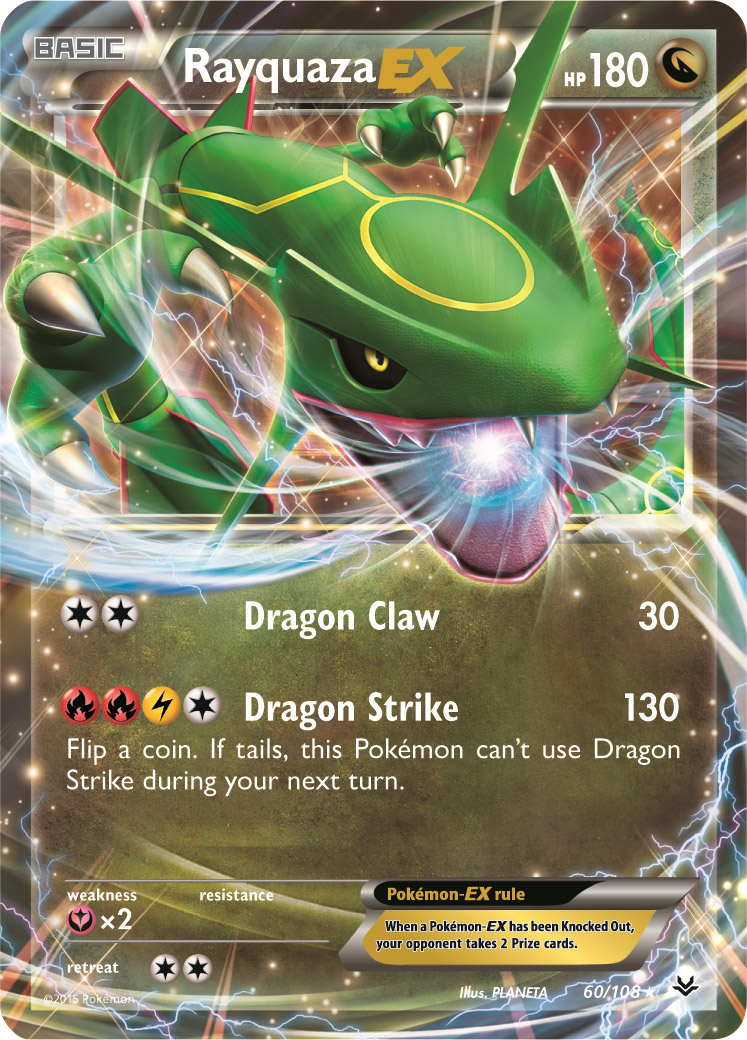 BASIC
Rayquaza EX
HP 180
Dragon Claw 30
Dragon Strike 130
Flip a coin. If tails, this Pokémon can't use Dragon
Strike during your next turn.
weakness resistance
×2
retreat
Pokémon-EX rule
When a Pokémon-EX has been Knocked Out,
your opponent takes 2 Prize cards.
©2015 Pokémon
Illus. PLANETA 60/108